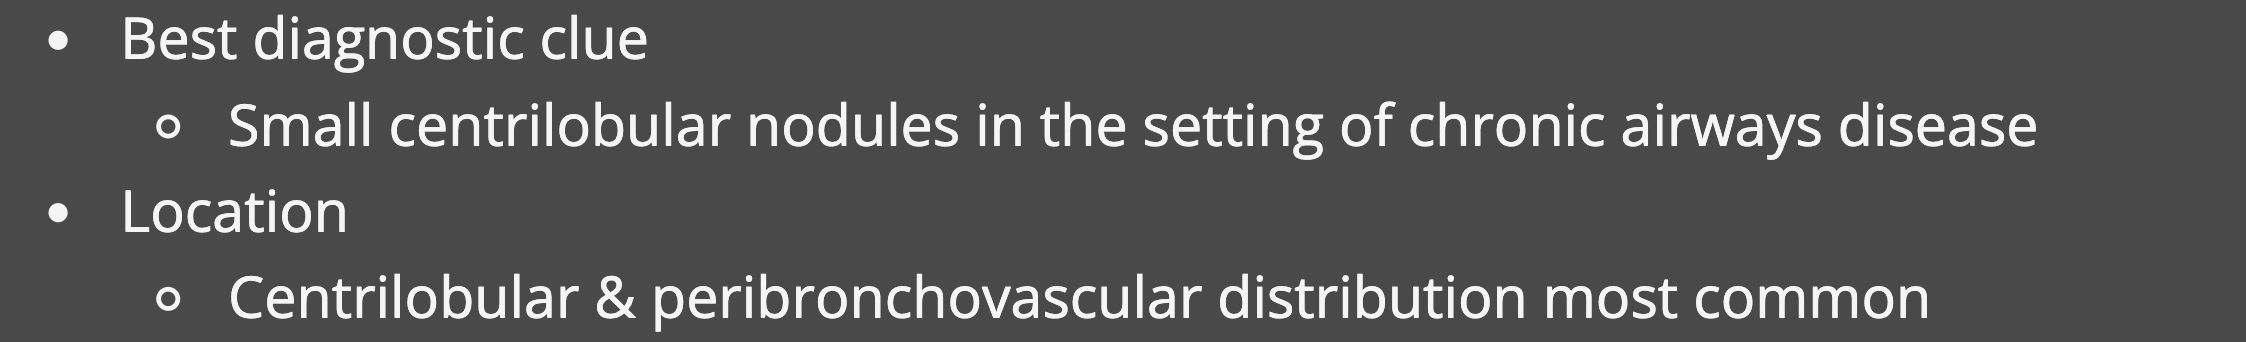 • Best diagnostic clue
○ Small centrilobular nodules in the setting of chronic airways disease
• Location
○ Centrilobular & peribronchovascular distribution most common